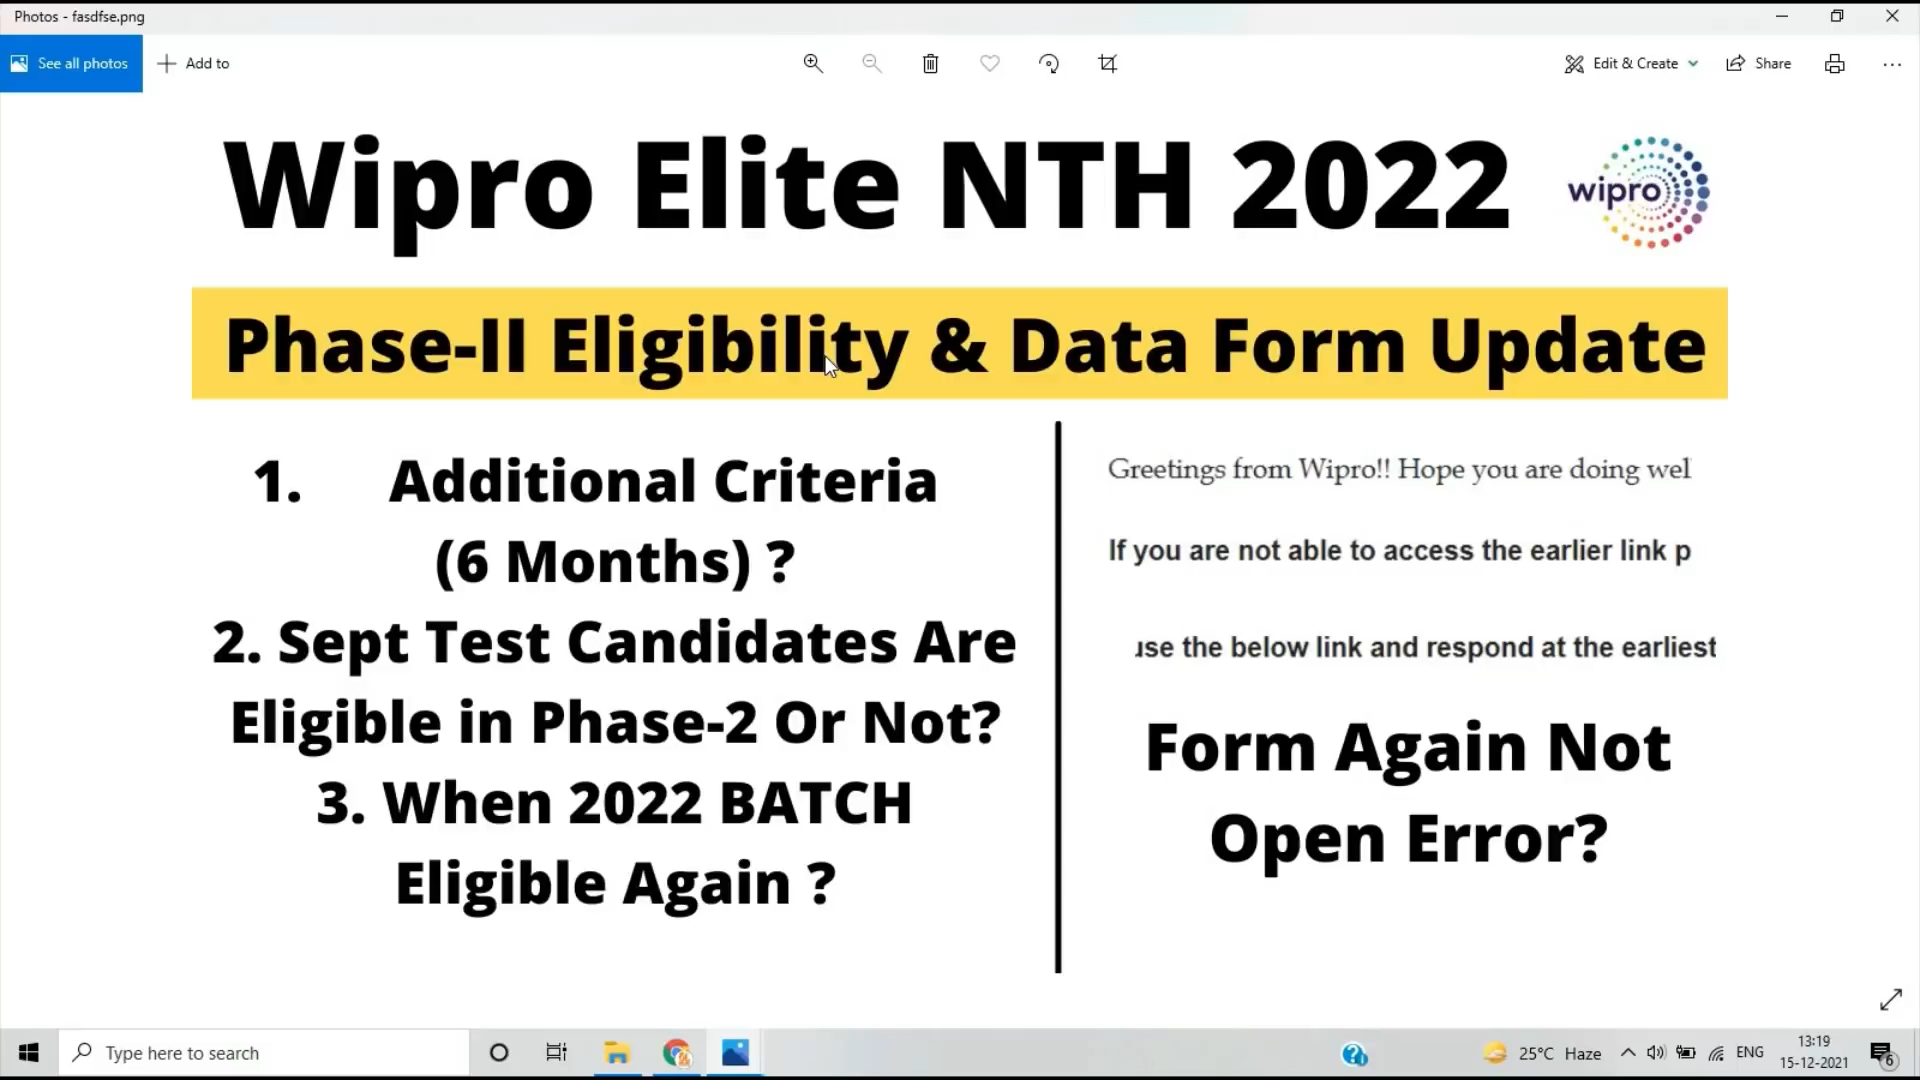 Photos - fasdfse.png
See all photos
Add to
Edit & Create
Share
Wipro Elite NTH 2022
wipro
Phase-II Eligibility & Data Form Update
1. Additional Criteria
(6 Months) ?
2. Sept Test Candidates Are
Eligible in Phase-2 Or Not?
3. When 2022 BATCH
Eligible Again ?
Greetings from Wipro!! Hope you are doing wel
If you are not able to access the earlier link p
use the below link and respond at the earliest
Form Again Not
Open Error?
Type here to search
25°C Haze
ENG
13:19
15-12-2021
6